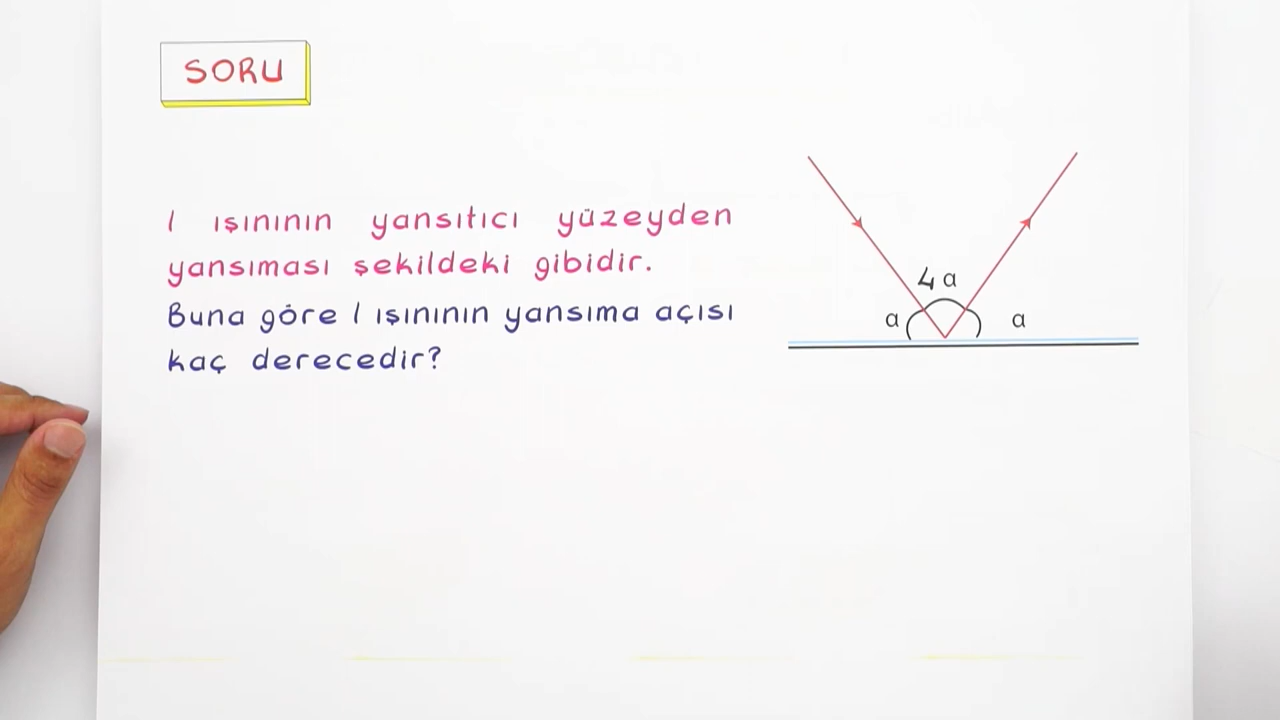 SORU
I ışınının yansıtıcı yüzeyden
yansıması şekildeki gibidir.
Buna göre I ışınının yansıma açısı
kaç derecedir?
4a
a
a